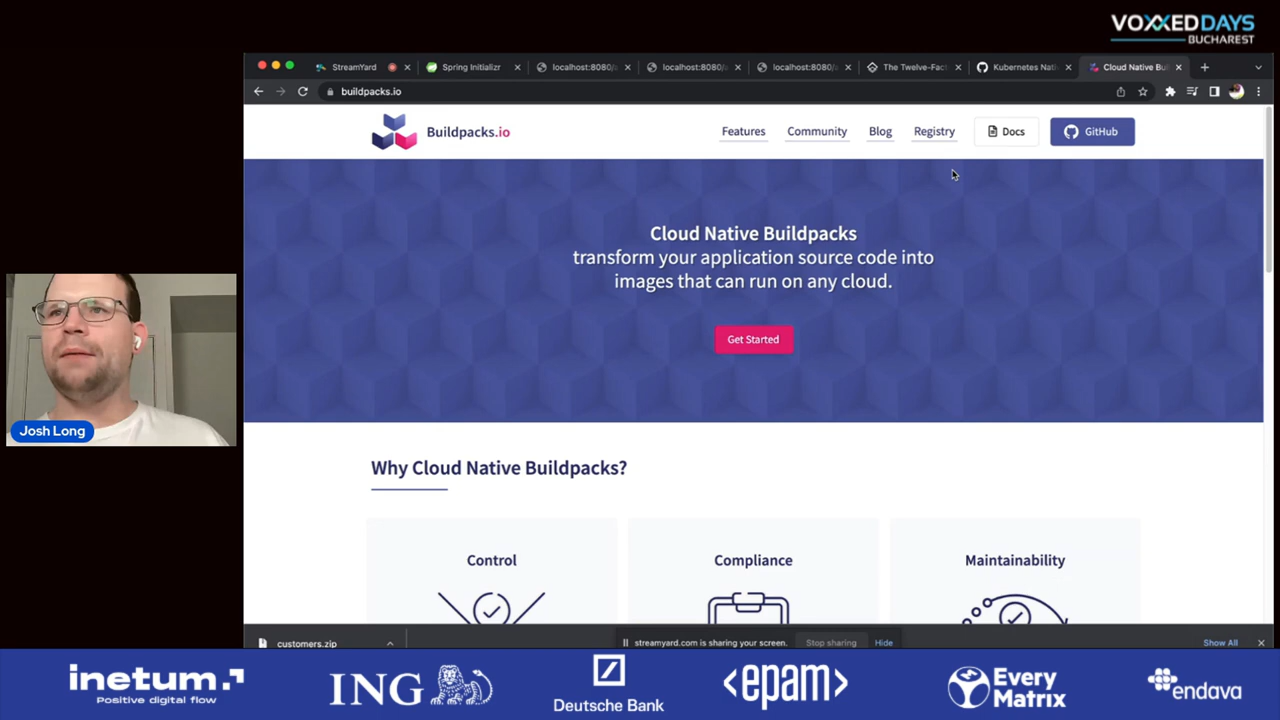 VOXXED DAYS
BUCHAREST
StreamYard
Spring Initializr
localhost:8080/
localhost:8080/
localhost:8080/
The Twelve-Fact
Kubernetes Nati
Cloud Native Bui
buildpacks.io
Buildpacks.io
Features
Community
Blog
Registry
Docs
GitHub
Cloud Native Buildpacks
transform your application source code into
images that can run on any cloud.
Get Started
Josh Long
Why Cloud Native Buildpacks?
Control
Compliance
Maintainability
customers.zip
streamyard.com is sharing your screen.
Stop sharing
Hide
Show All
inetum.
Positive digital flow
ING
Deutsche Bank
<epam>
Every
Matrix
endava